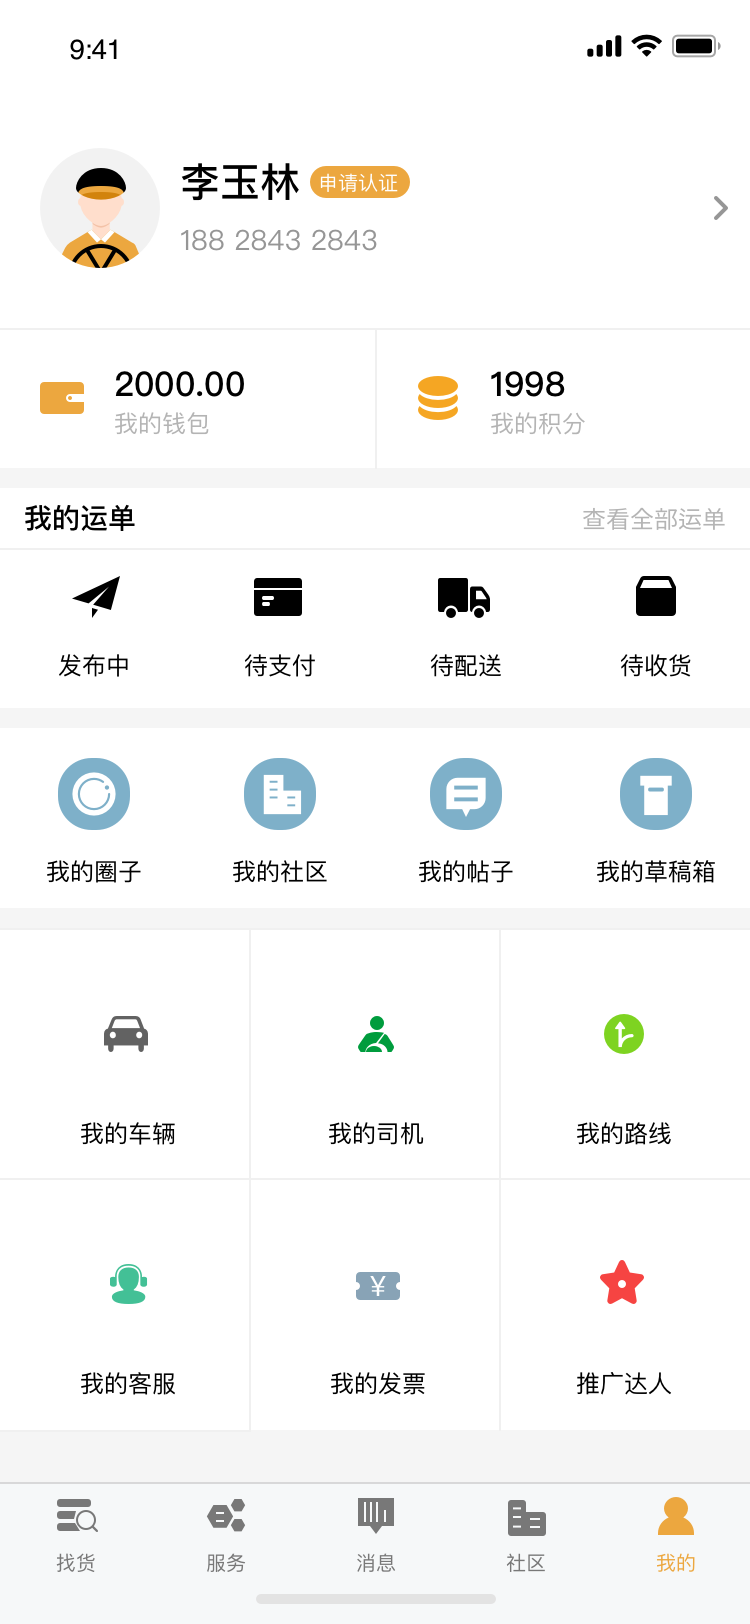 9:41
李玉林 申请认证
188 2843 2843
2000.00
我的钱包
1998
我的积分
我的运单 查看全部运单
发布中 待支付 待配送 待收货
我的圈子 我的社区 我的帖子 我的草稿箱
我的车辆 我的司机 我的路线
¥
我的客服 我的发票 推广达人
找货 服务 消息 社区 我的